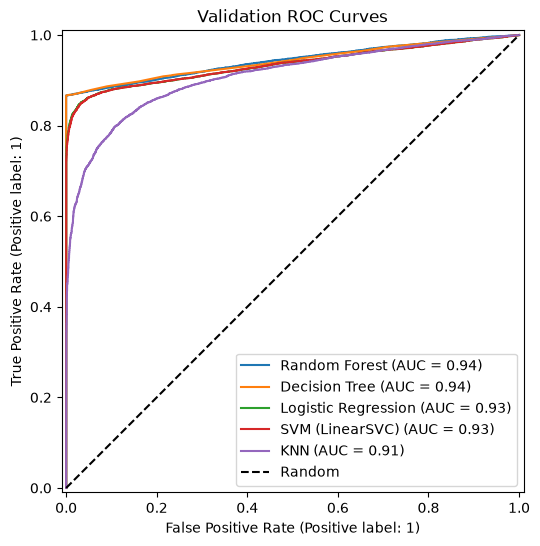 Validation ROC Curves
1.0
0.8
0.6
0.4
0.2
0.0
True Positive Rate (Positive label: 1)
Random Forest (AUC = 0.94)
Decision Tree (AUC = 0.94)
Logistic Regression (AUC = 0.93)
SVM (LinearSVC) (AUC = 0.93)
KNN (AUC = 0.91)
Random
0.0 0.2 0.4 0.6 0.8 1.0
False Positive Rate (Positive label: 1)